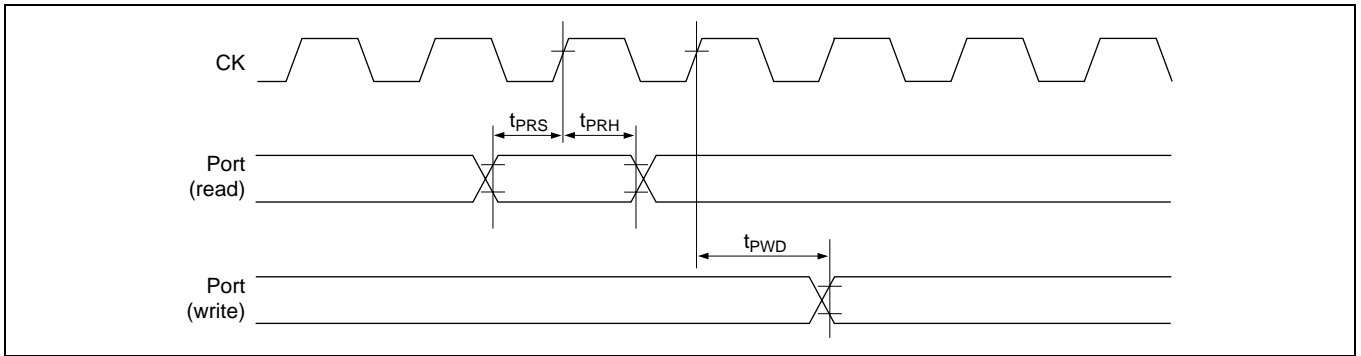 CK
tPRS tPRH
Port
(read)
tPWD
Port
(write)